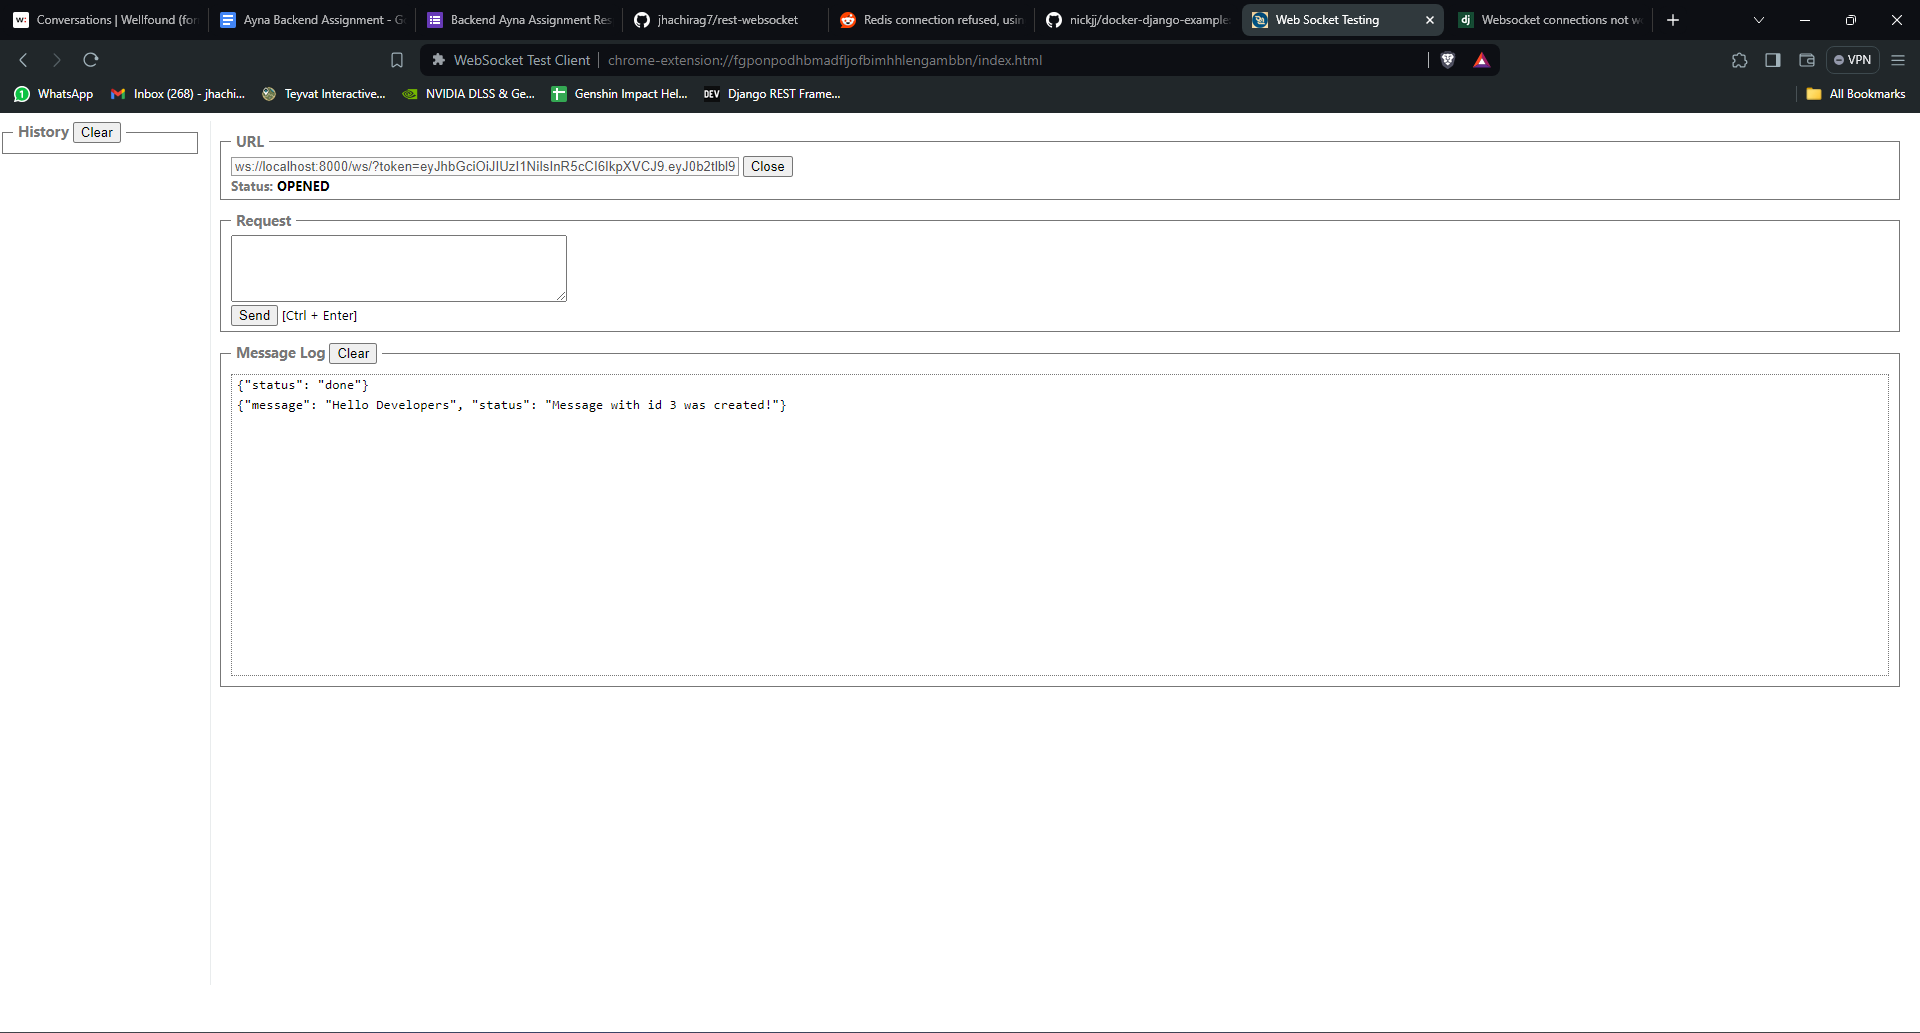 Conversations | Wellfound (for
Ayna Backend Assignment - G
Backend Ayna Assignment Res
jhachirag7/rest-websocket
Redis connection refused, usin
nickjj/docker-django-example
Web Socket Testing
Websocket connections not w
WebSocket Test Client
chrome-extension://fgponpodhbmadfljofbimhhlengambbn/index.html
VPN
WhatsApp
Inbox (268) - jhachi...
Teyvat Interactive...
NVIDIA DLSS & Ge...
Genshin Impact Hel...
DEV
Django REST Frame...
All Bookmarks
History Clear
URL
ws://localhost:8000/ws/?token=eyJhbGciOiJIUzI1NiIsInR5cCI6IkpXVCJ9.eyJ0b2tlbl9 Close
Status: OPENED
Request
Send [Ctrl + Enter]
Message Log Clear
{"status": "done"}
{"message": "Hello Developers", "status": "Message with id 3 was created!"}